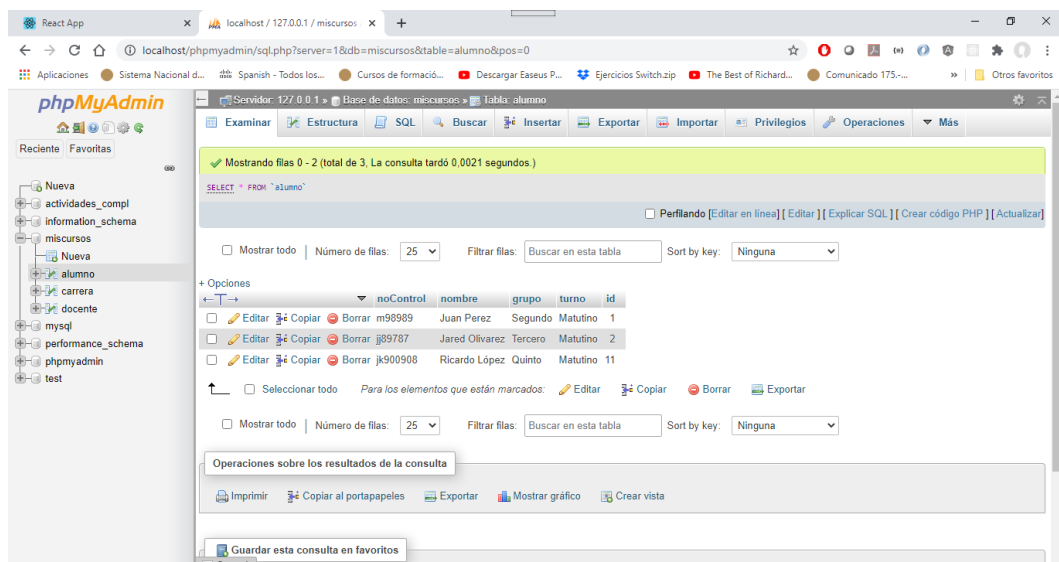 React App
localhost / 127.0.0.1 / miscursos
localhost/phpmyadmin/sql.php?server=1&db=miscursos&table=alumno&pos=0
Aplicaciones Sistema Nacional d... Spanish - Todos los... Cursos de formació... Descargar Easeus P... Ejercicios Switch.zip The Best of Richard... Comunicado 175.-... » Otros favoritos
phpMyAdmin
Reciente Favoritas
Nueva
actividades_compl
information_schema
miscursos
Nueva
alumno
carrera
docente
mysql
performance_schema
phpmyadmin
test
Servidor: 127.0.0.1 » Base de datos: miscursos » Tabla: alumno
Examinar Estructura SQL Buscar Insertar Exportar Importar Privilegios Operaciones Más
Mostrando filas 0 - 2 (total de 3, La consulta tardó 0,0021 segundos.)
SELECT * FROM `alumno`
Perfilando [Editar en línea] [ Editar ] [ Explicar SQL ] [ Crear código PHP ] [ Actualizar]
Mostrar todo | Número de filas: 25 Filtrar filas: Buscar en esta tabla Sort by key: Ninguna
+ Opciones
←T→ noControl nombre grupo turno id
Editar Copiar Borrar m98989 Juan Perez Segundo Matutino 1
Editar Copiar Borrar jj89787 Jared Olivarez Tercero Matutino 2
Editar Copiar Borrar jk900908 Ricardo López Quinto Matutino 11
Seleccionar todo Para los elementos que están marcados: Editar Copiar Borrar Exportar
Mostrar todo | Número de filas: 25 Filtrar filas: Buscar en esta tabla Sort by key: Ninguna
Operaciones sobre los resultados de la consulta
Imprimir Copiar al portapapeles Exportar Mostrar gráfico Crear vista
Guardar esta consulta en favoritos